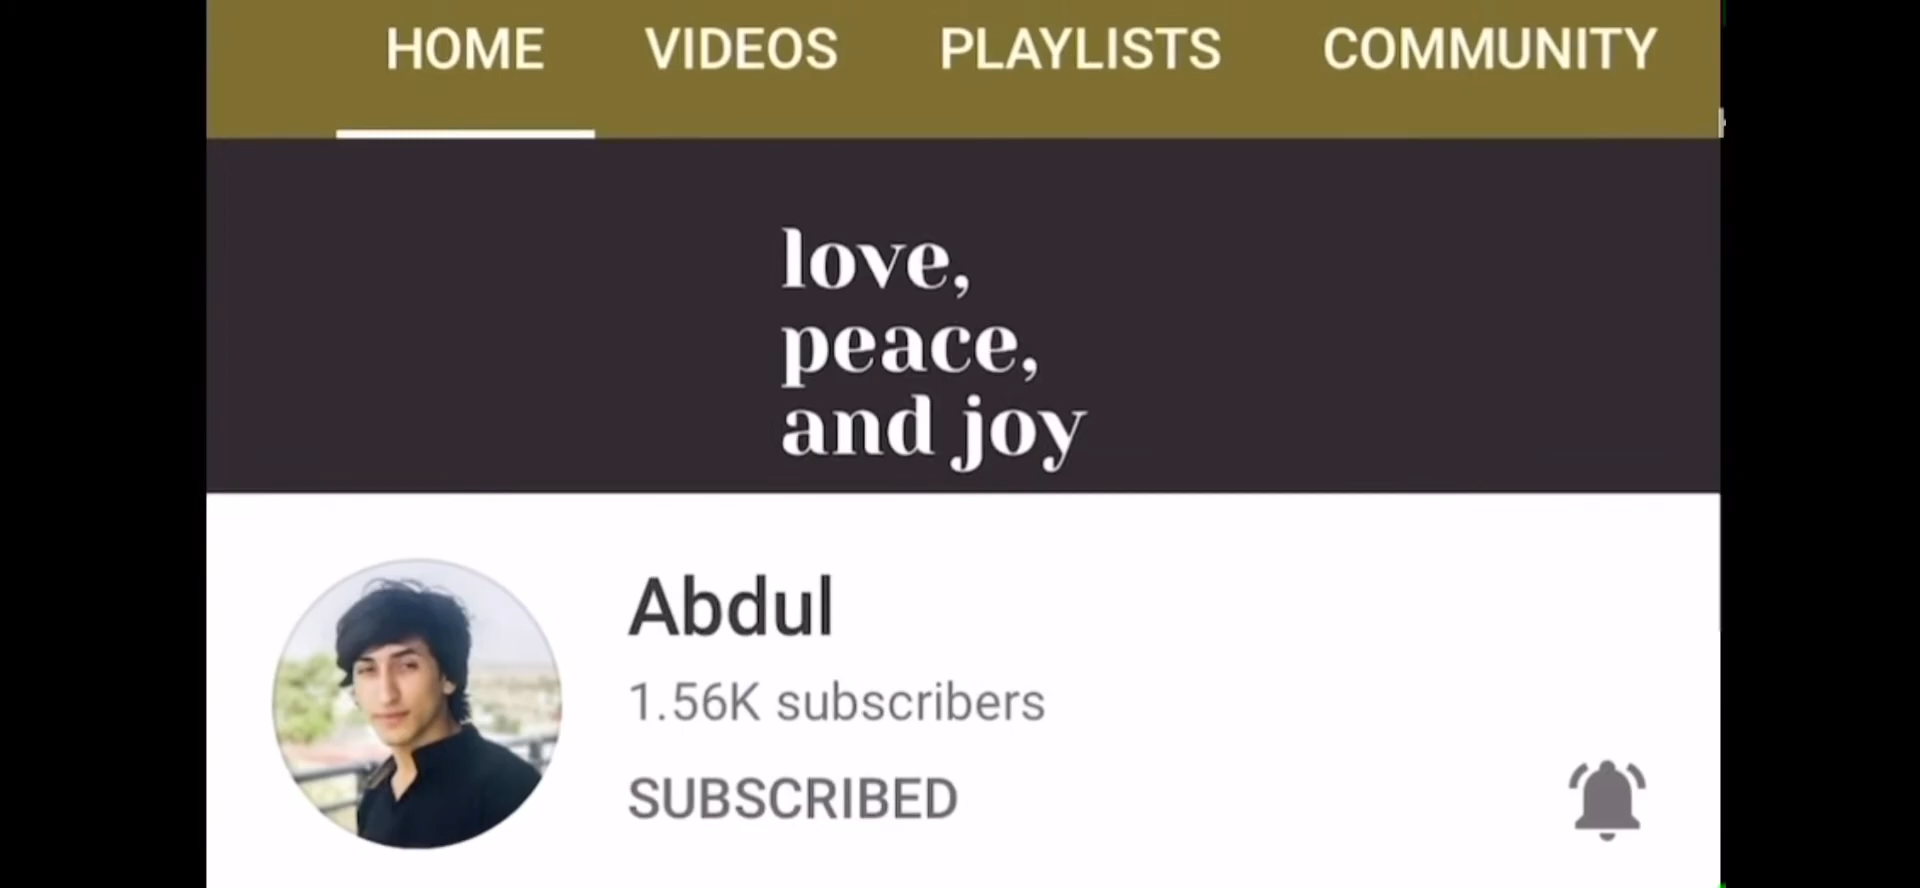 HOME VIDEOS PLAYLISTS COMMUNITY
love,
peace,
and joy
Abdul
1.56K subscribers
SUBSCRIBED